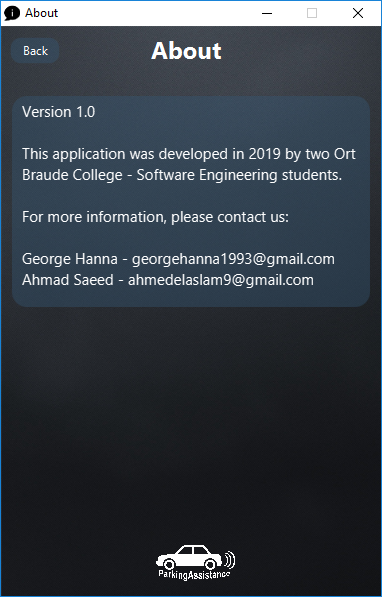 About
Back
About
Version 1.0
This application was developed in 2019 by two Ort
Braude College - Software Engineering students.
For more information, please contact us:
George Hanna - georgehanna1993@gmail.com
Ahmad Saeed - ahmedelaslam9@gmail.com
ParkingAssistance